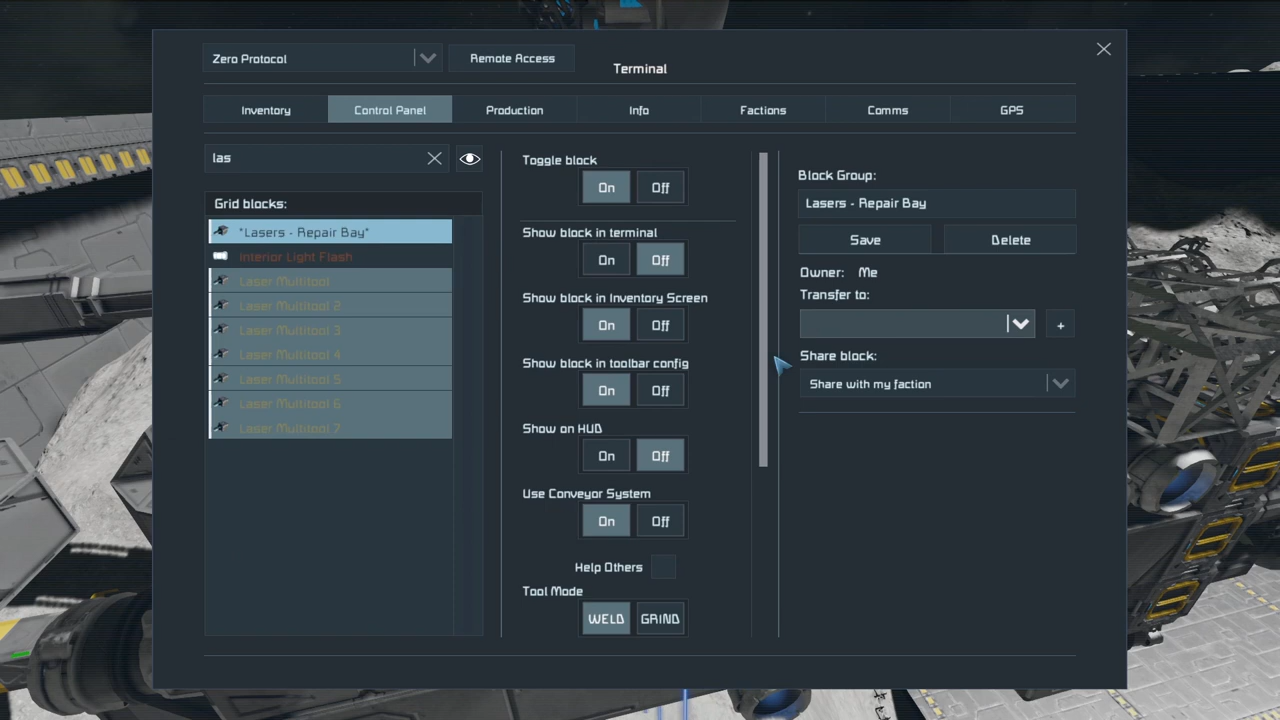 Zero Protocol
Remote Access
Terminal
Inventory
Control Panel
Production
Info
Factions
Comms
GPS
las
Grid blocks:
*Lasers - Repair Bay*
Interior Light Flash
Laser Multitool
Laser Multitool 2
Laser Multitool 3
Laser Multitool 4
Laser Multitool 5
Laser Multitool 6
Laser Multitool 7
Toggle block
On Off
Show block in terminal
On Off
Show block in Inventory Screen
On Off
Show block in toolbar config
On Off
Show on HUD
On Off
Use Conveyor System
On Off
Help Others
Tool Mode
WELD GRIND
Block Group:
Lasers - Repair Bay
Save Delete
Owner: Me
Transfer to:
+
Share block:
Share with my faction